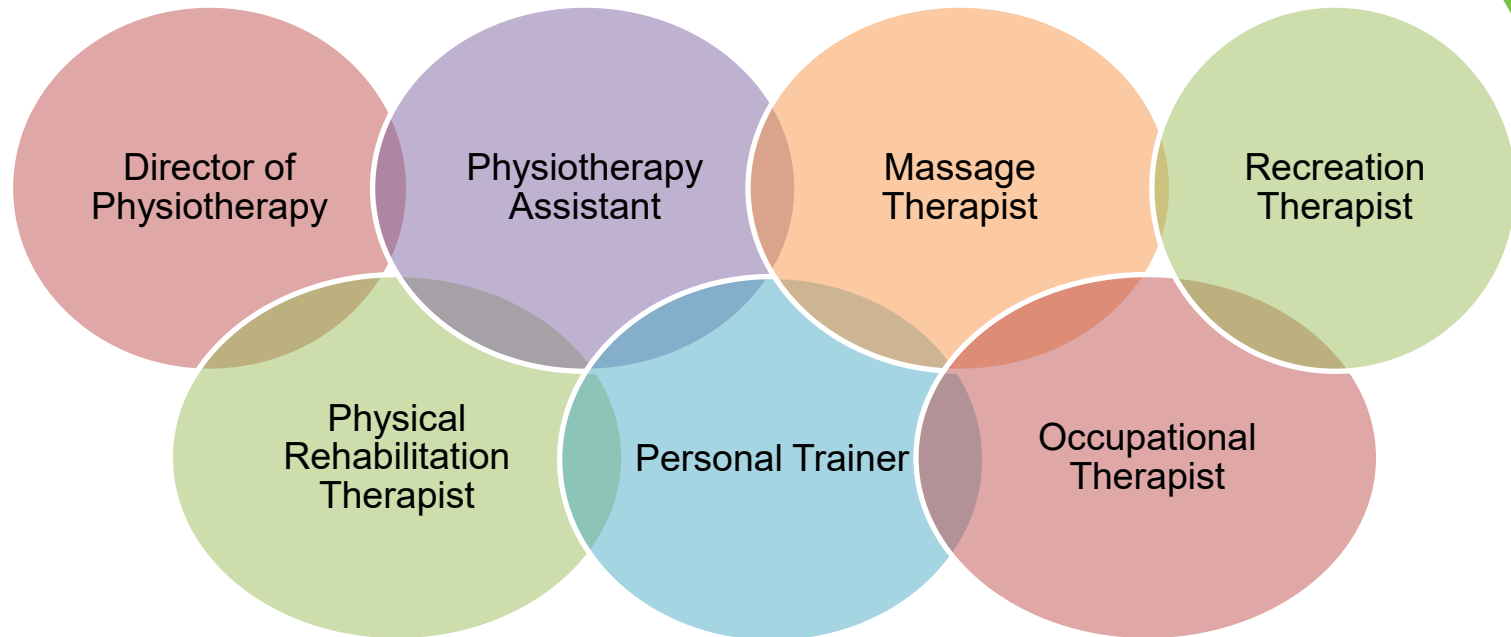 Director of
Physiotherapy
Physiotherapy
Assistant
Massage
Therapist
Recreation
Therapist
Physical
Rehabilitation
Therapist
Personal Trainer
Occupational
Therapist